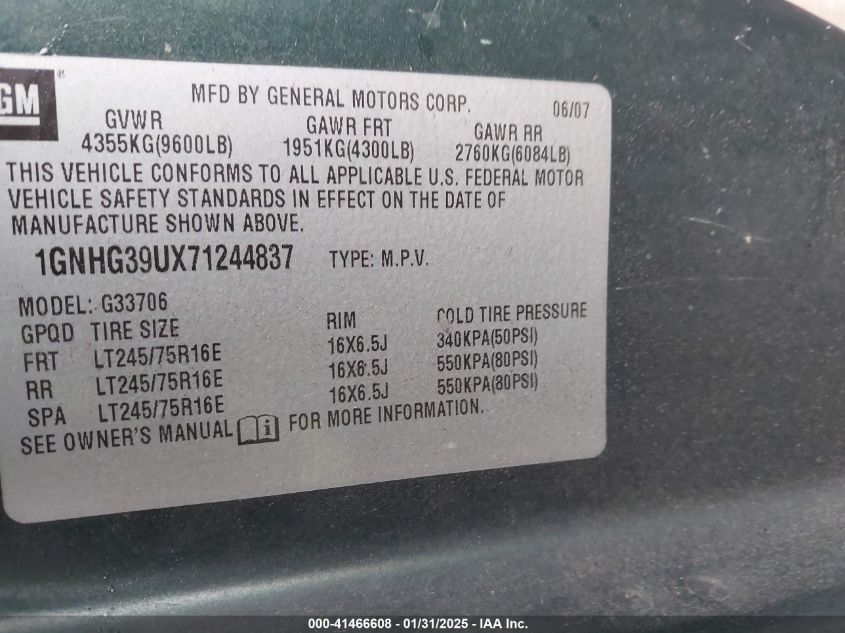 GM®
MFD BY GENERAL MOTORS CORP. 06/07
GVWR GAWR FRT GAWR RR
4355KG(9600LB) 1951KG(4300LB) 2760KG(6084LB)
THIS VEHICLE CONFORMS TO ALL APPLICABLE U.S. FEDERAL MOTOR
VEHICLE SAFETY STANDARDS IN EFFECT ON THE DATE OF
MANUFACTURE SHOWN ABOVE.
1GNHG39UX71244837 TYPE: M.P.V.
MODEL: G33706
GPQD TIRE SIZE RIM COLD TIRE PRESSURE
FRT LT245/75R16E 16X6.5J 340KPA(50PSI)
RR LT245/75R16E 16X6.5J 550KPA(80PSI)
SPA LT245/75R16E 16X6.5J 550KPA(80PSI)
SEE OWNER'S MANUAL i FOR MORE INFORMATION.
000-41466608 - 01/31/2025 - IAA Inc.